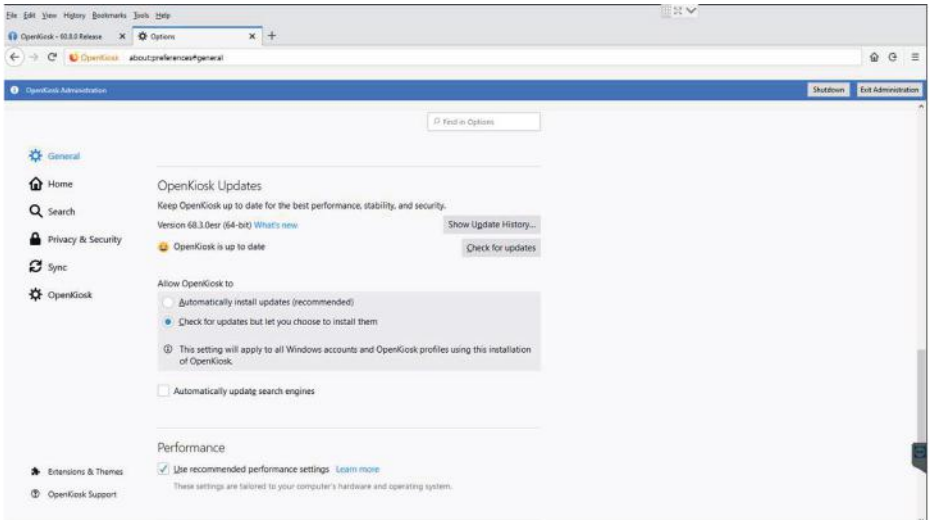 File Edit View History Bookmarks Tools Help
OpenKiosk - 60.8.0 Release X Options X +
OpenKiosk about:preferences#general
OpenKiosk Administration Shutdown Exit Administration
Find in Options
General
Home
Search
Privacy & Security
Sync
OpenKiosk
OpenKiosk Updates
Keep OpenKiosk up to date for the best performance, stability, and security.
Version 68.3.0esr (64-bit) What's new Show Update History...
OpenKiosk is up to date Check for updates
Allow OpenKiosk to
Automatically install updates (recommended)
Check for updates but let you choose to install them
This setting will apply to all Windows accounts and OpenKiosk profiles using this installation
of OpenKiosk.
Automatically update search engines
Performance
Use recommended performance settings Learn more
These settings are tailored to your computer's hardware and operating system.
Extensions & Themes
OpenKiosk Support